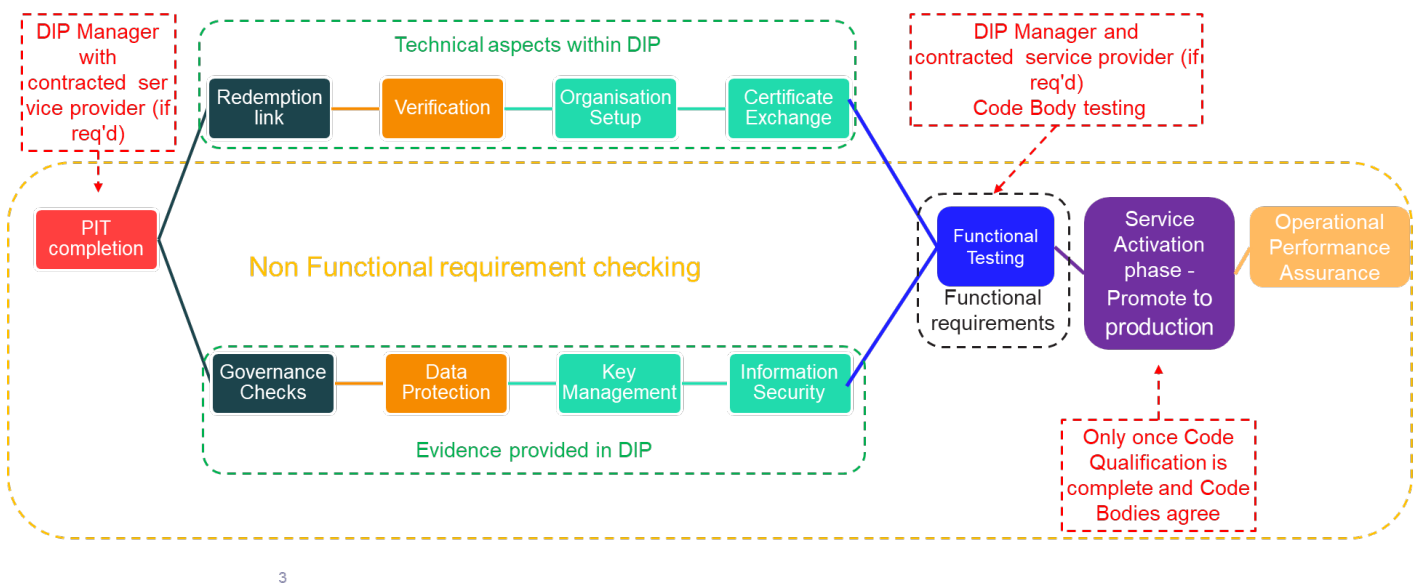 DIP Manager
with
contracted ser
vice provider (if
req'd)
Technical aspects within DIP
Redemption
link
Verification
Organisation
Setup
Certificate
Exchange
DIP Manager and
contracted service provider (if
req'd)
Code Body testing
PIT
completion
Non Functional requirement checking
Functional
Testing
Functional
requirements
Service
Activation
phase -
Promote to
production
Operational
Performance
Assurance
Governance
Checks
Data
Protection
Key
Management
Information
Security
Evidence provided in DIP
Only once Code
Qualification is
complete and Code
Bodies agree
3